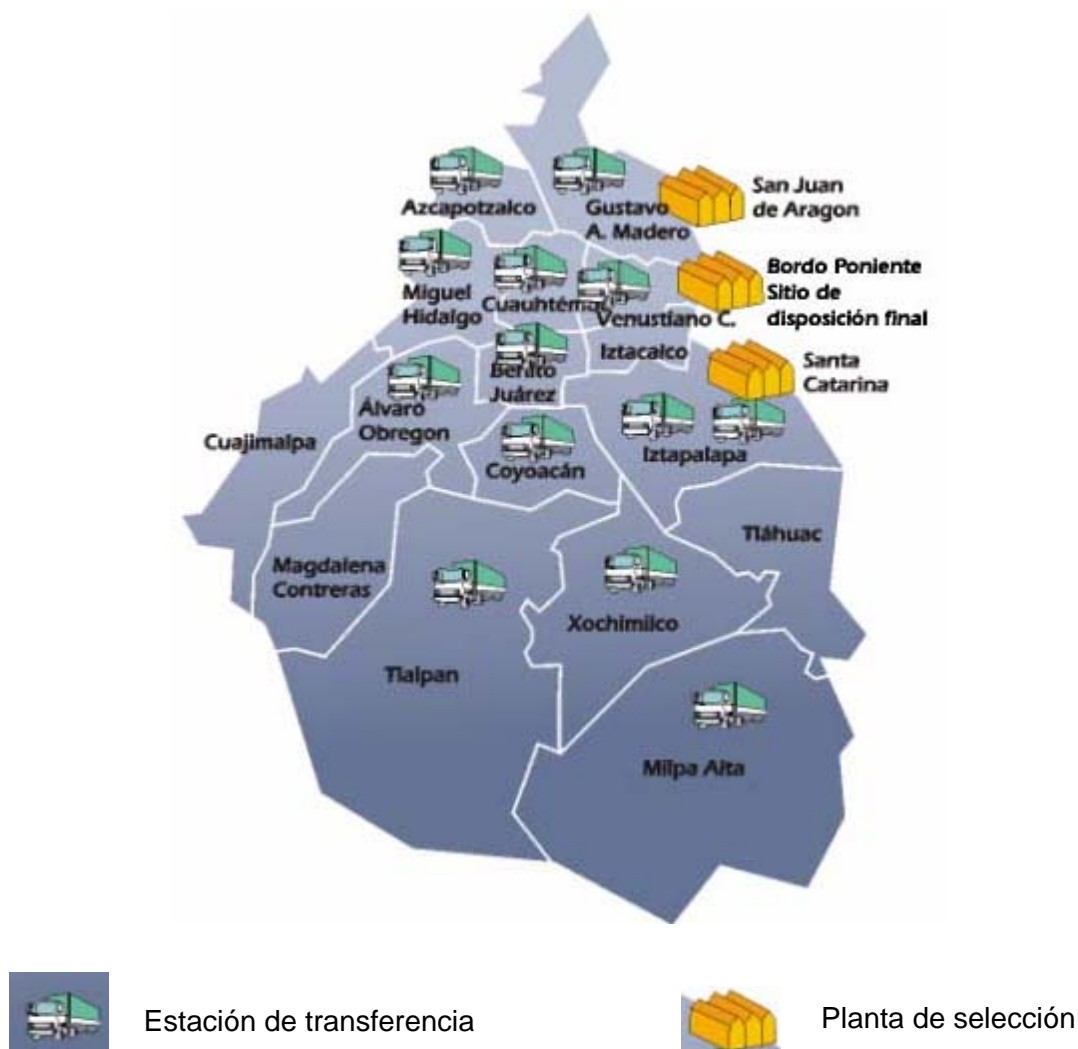 San Juan
de Aragon
Azcapotzalco
Gustavo
A. Madero
Bordo Poniente
Sitio de
disposición final
Miguel
Hidalgo
Venustiano C.
Iztacalco
Benito
Juárez
Santa
Catarina
Álvaro
Obregon
Cuajimalpa
Coyoacán
Iztapalapa
Tláhuac
Magdalena
Contreras
Xochimilco
Tlalpan
Milpa Alta
Estación de transferencia
Planta de selección